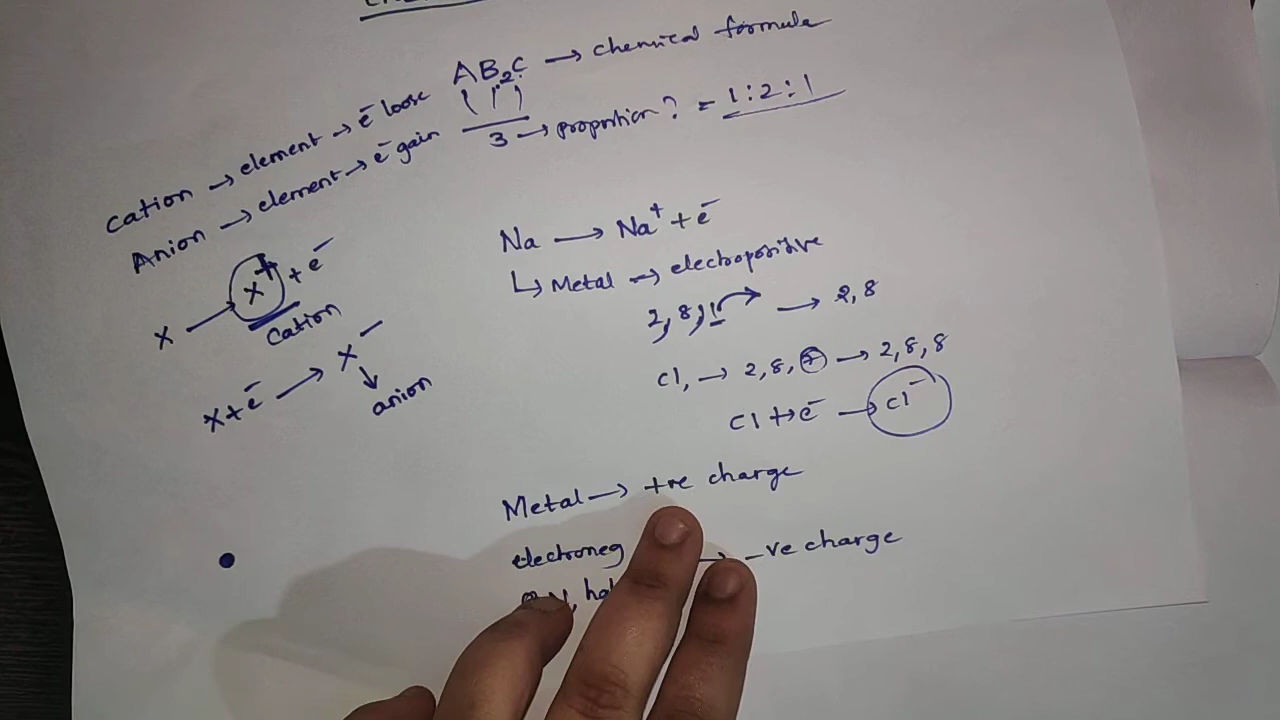 AB₂C → chemical formula
3 → proportion? = 1:2:1
Cation → element → e⁻ loose
Anion → element → e⁻ gain
X → X⁺ + e⁻
Cation
X + e⁻ → X⁻
anion
Na → Na⁺ + e⁻
↳ Metal → electropositive
2,8,1 → 2,8
Cl, → 2,8,7 → 2,8,8
Cl + e⁻ → Cl⁻
Metal → +ve charge
electroneg → -ve charge